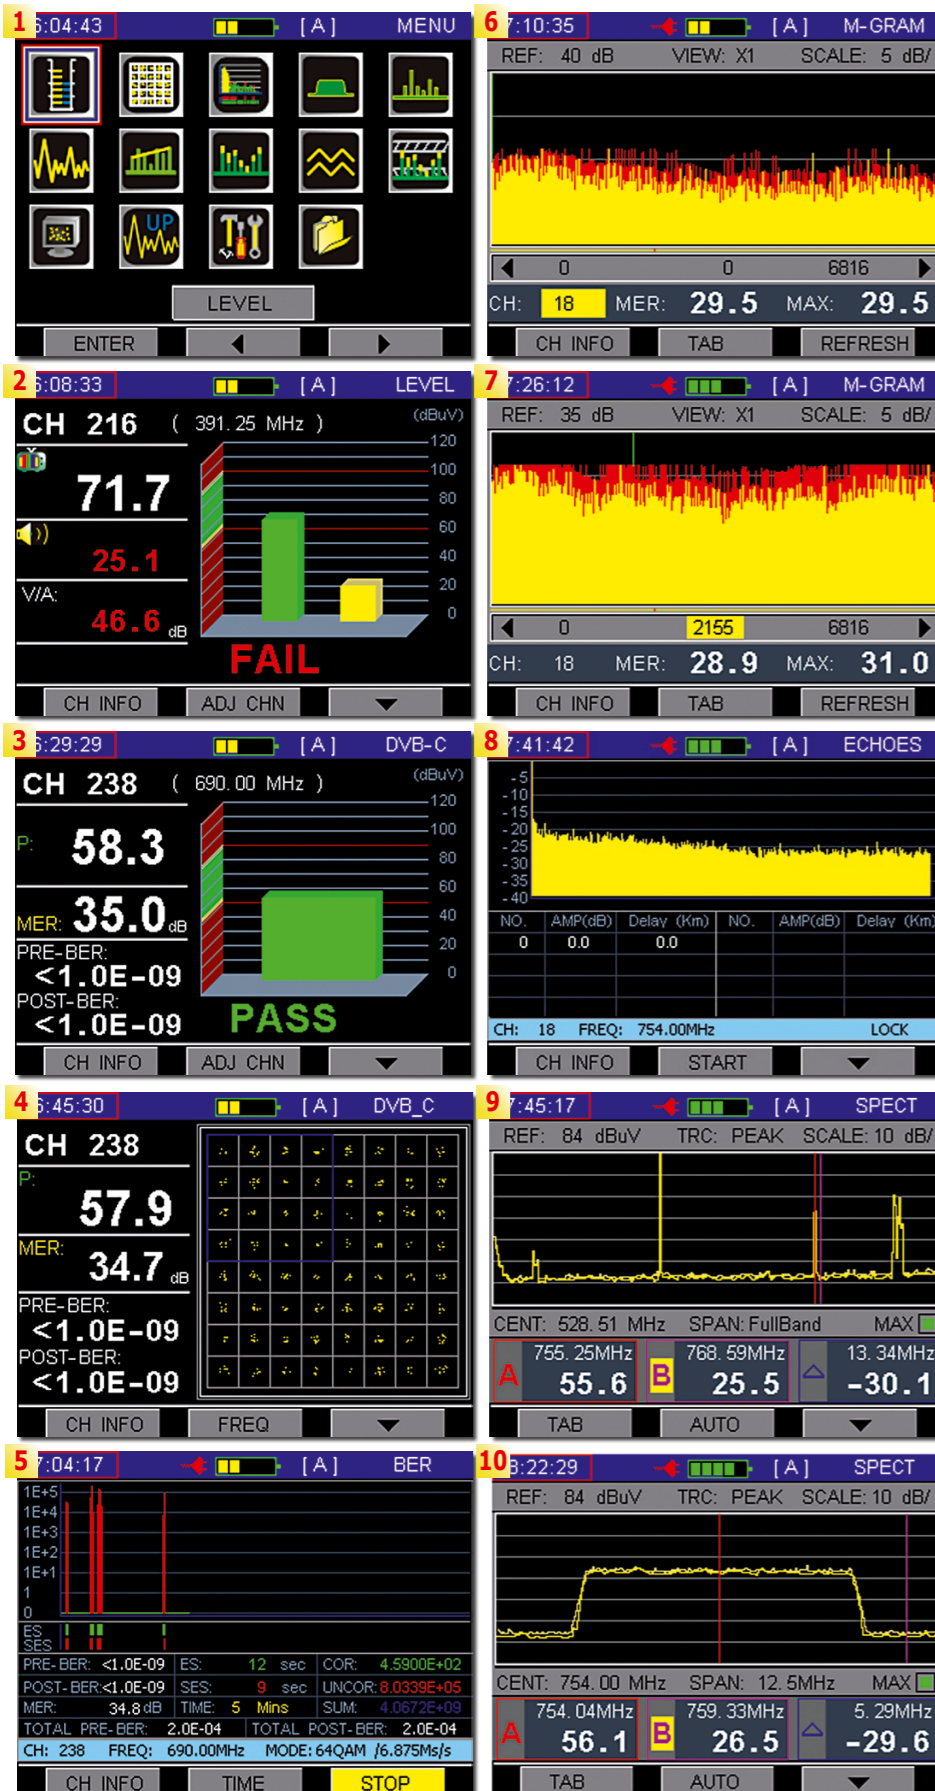 1
6:04:43 [A] MENU
LEVEL
ENTER
2
6:08:33 [A] LEVEL
CH 216 ( 391.25 MHz ) (dBuV)
71.7
25.1
V/A:
46.6 dB
120
100
80
60
40
20
0
FAIL
CH INFO ADJ CHN
3
6:29:29 [A] DVB-C
CH 238 ( 690.00 MHz ) (dBuV)
P: 58.3
MER: 35.0 dB
PRE-BER:
<1.0E-09
POST-BER:
<1.0E-09
120
100
80
60
40
20
0
PASS
CH INFO ADJ CHN
4
6:45:30 [A] DVB_C
CH 238
P:
57.9
MER:
34.7 dB
PRE-BER:
<1.0E-09
POST-BER:
<1.0E-09
CH INFO FREQ
5
7:04:17 [A] BER
1E+5
1E+4
1E+3
1E+2
1E+1
1
0
ES
SES
PRE-BER: <1.0E-09 ES: 12 sec COR: 4.5900E+02
POST-BER: <1.0E-09 SES: 9 sec UNCOR: 8.0339E+05
MER: 34.8 dB TIME: 5 Mins SUM: 4.0672E+09
TOTAL PRE-BER: 2.0E-04 TOTAL POST-BER: 2.0E-04
CH: 238 FREQ: 690.00MHz MODE: 64QAM /6.875Ms/s
CH INFO TIME STOP
6
7:10:35 [A] M-GRAM
REF: 40 dB VIEW: X1 SCALE: 5 dB/
0 0 6816
CH: 18 MER: 29.5 MAX: 29.5
CH INFO TAB REFRESH
7
7:26:12 [A] M-GRAM
REF: 35 dB VIEW: X1 SCALE: 5 dB/
0 2155 6816
CH: 18 MER: 28.9 MAX: 31.0
CH INFO TAB REFRESH
8
7:41:42 [A] ECHOES
-5
-10
-15
-20
-25
-30
-35
-40
NO. AMP(dB) Delay (Km) NO. AMP(dB) Delay (Km)
0 0.0 0.0
CH: 18 FREQ: 754.00MHz LOCK
CH INFO START
9
7:45:17 [A] SPECT
REF: 84 dBuV TRC: PEAK SCALE: 10 dB/
CENT: 528.51 MHz SPAN: FullBand MAX
A 755.25MHz B 768.59MHz 13.34MHz
55.6 25.5 -30.1
TAB AUTO
10
8:22:29 [A] SPECT
REF: 84 dBuV TRC: PEAK SCALE: 10 dB/
CENT: 754.00 MHz SPAN: 12.5MHz MAX
A 754.04MHz B 759.33MHz 5.29MHz
56.1 26.5 -29.6
TAB AUTO